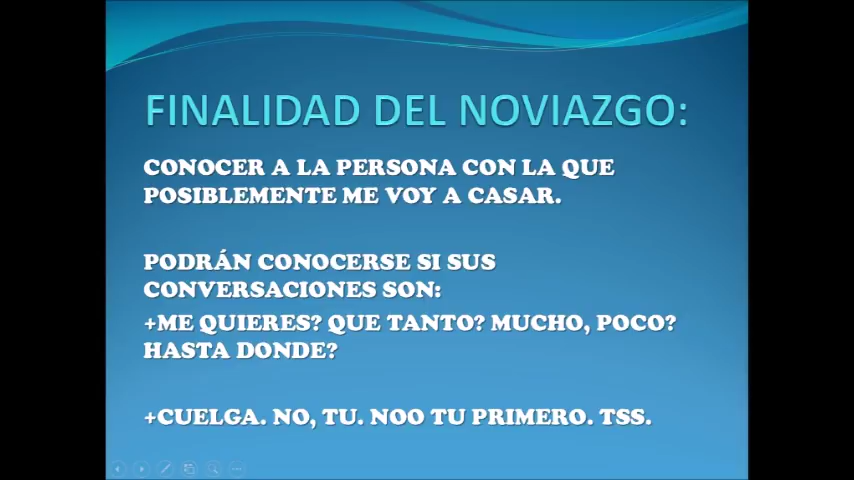 FINALIDAD DEL NOVIAZGO:
CONOCER A LA PERSONA CON LA QUE
POSIBLEMENTE ME VOY A CASAR.
PODRÁN CONOCERSE SI SUS
CONVERSACIONES SON:
+ME QUIERES? QUE TANTO? MUCHO, POCO?
HASTA DONDE?
+CUELGA. NO, TU. NOO TU PRIMERO. TSS.